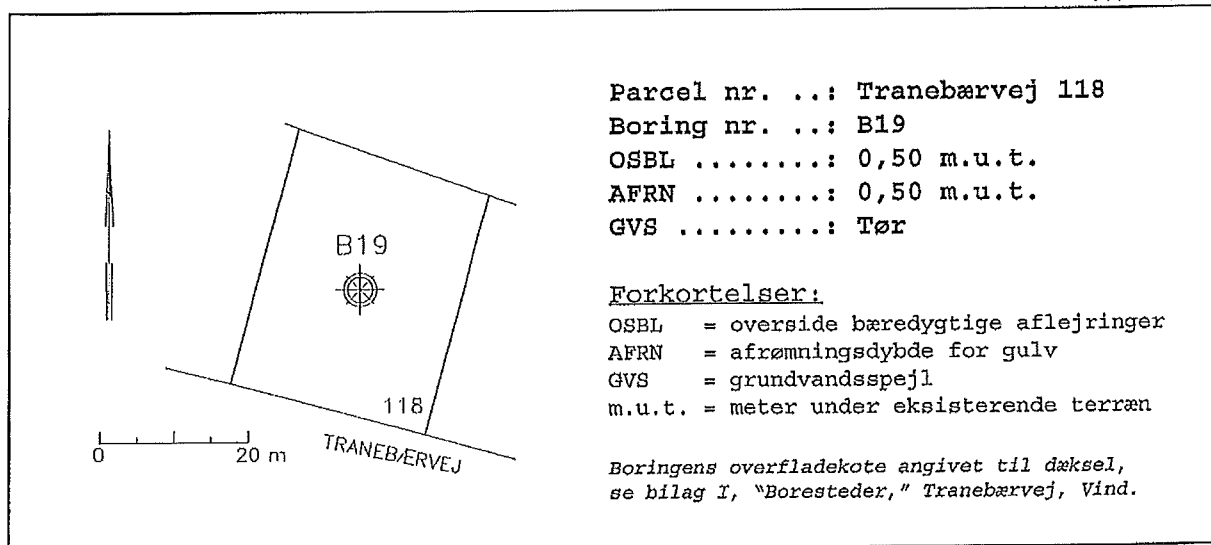 B19
118
TRANEBÆRVEJ
0
20 m
Parcel nr. ..: Tranebærvej 118
Boring nr. ..: B19
OSBL ........: 0,50 m.u.t.
AFRN ........: 0,50 m.u.t.
GVS .........: Tør
Forkortelser:
OSBL = overside bæredygtige aflejringer
AFRN = afrømningsdybde for gulv
GVS = grundvandsspejl
m.u.t. = meter under eksisterende terræn
Boringens overfladekote angivet til dæksel,
se bilag I, "Boresteder," Tranebærvej, Vind.